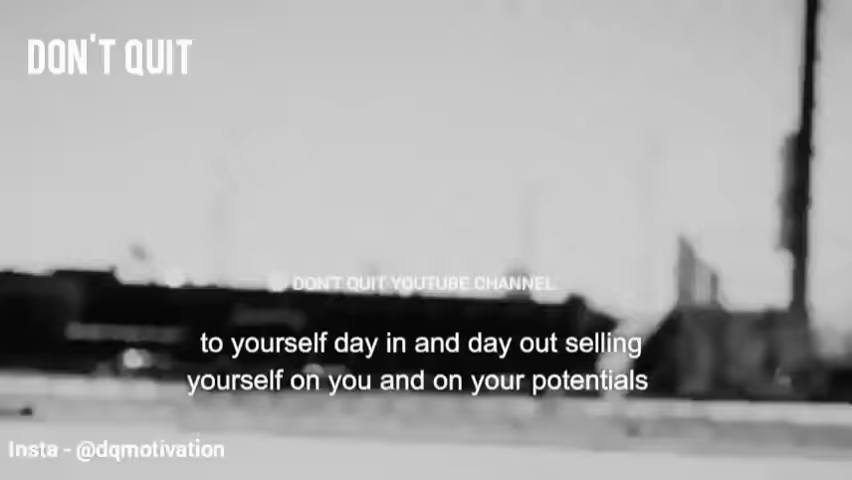 DON'T QUIT
DON'T QUIT YOUTUBE CHANNEL
to yourself day in and day out selling
yourself on you and on your potentials
Insta - @dqmotivation